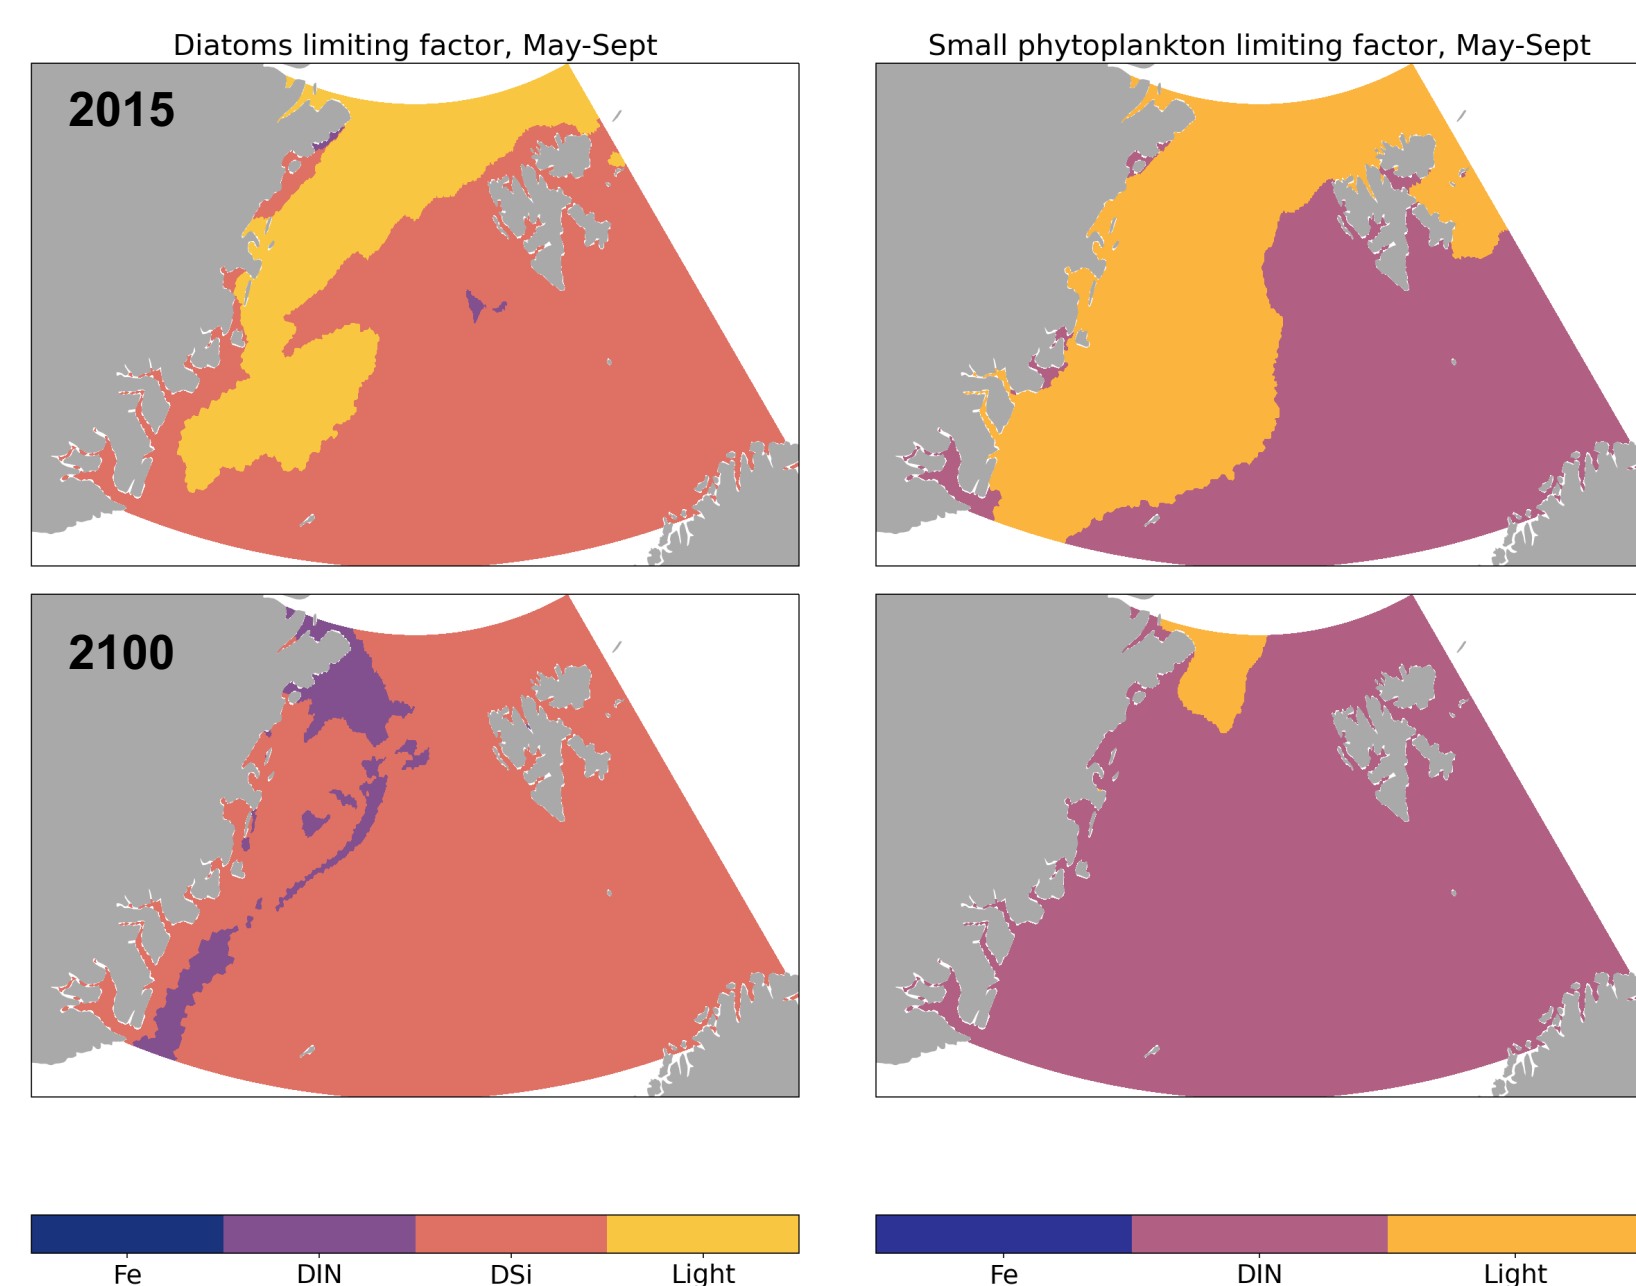 Diatoms limiting factor, May-Sept
Small phytoplankton limiting factor, May-Sept
2015
2100
Fe DIN DSi Light
Fe DIN Light